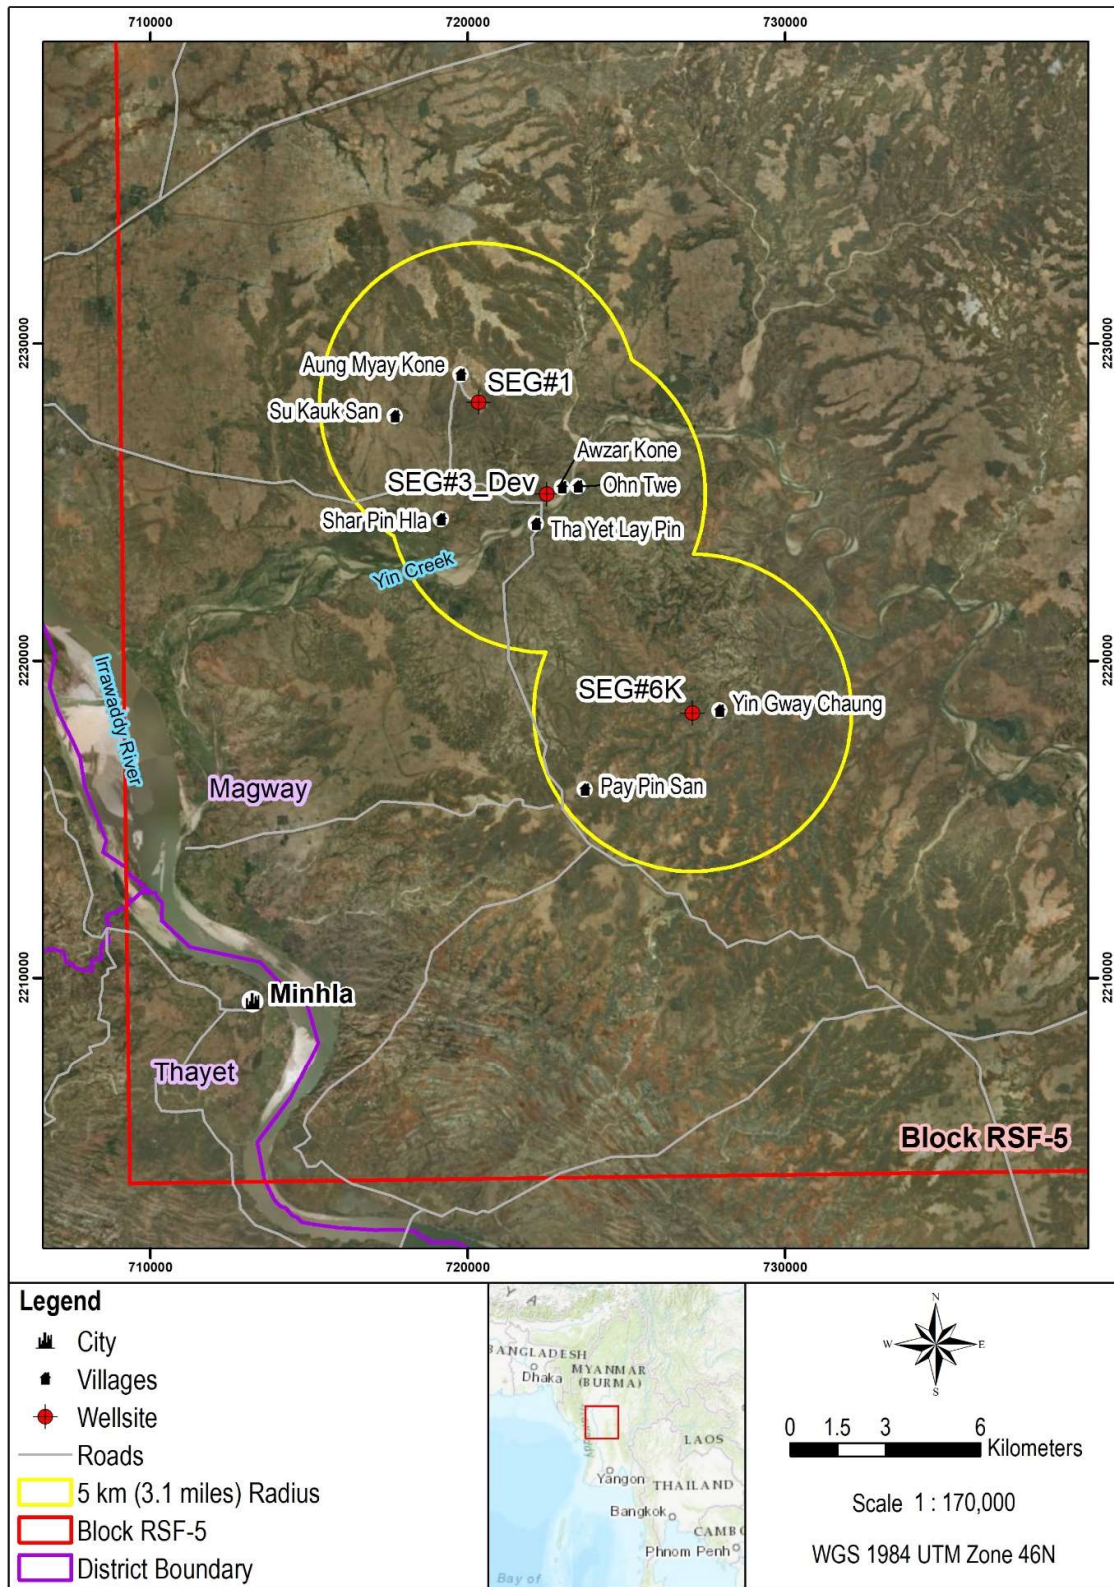 710000
720000
730000
2230000
2230000
Aung Myay Kone
SEG#1
Su Kauk San
Awzar Kone
SEG#3_Dev
Ohn Twe
Shar Pin Hla
Tha Yet Lay Pin
Yin Creek
2220000
2220000
Irrawaddy River
SEG#6K
Yin Gway Chaung
Magway
Pay Pin San
2210000
2210000
Minhla
Thayet
Block RSF-5
710000
720000
730000
Legend
City
Villages
Wellsite
Roads
5 km (3.1 miles) Radius
Block RSF-5
District Boundary
BANGLADESH
Dhaka
MYANMAR
(BURMA)
LAOS
Yangon
THAILAND
Bangkok
CAMBO
Phnom Penh
Bay of
N
W
E
S
0 1.5 3 6
Kilometers
Scale 1 : 170,000
WGS 1984 UTM Zone 46N